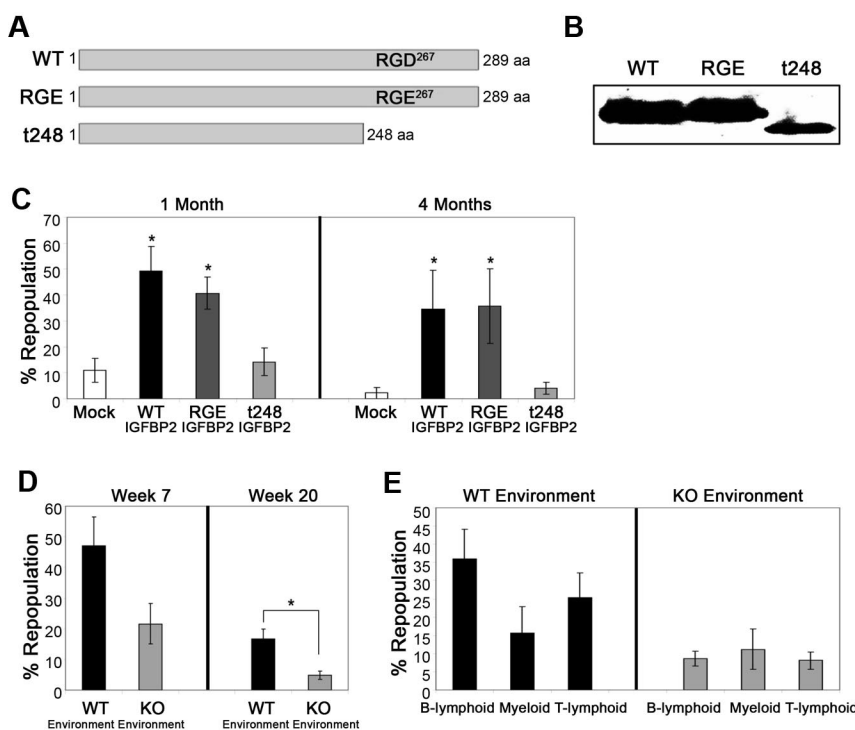 A
WT 1 RGD267 289 aa
RGE 1 RGE267 289 aa
t248 1 248 aa
B
WT RGE t248
C
1 Month 4 Months
% Repopulation
70
60
50
40
30
20
10
0
* * * *
Mock WT RGE t248 Mock WT RGE t248
IGFBP2 IGFBP2 IGFBP2 IGFBP2 IGFBP2 IGFBP2
D
Week 7 Week 20
% Repopulation
60
50
40
30
20
10
0
*
WT KO WT KO
Environment Environment Environment Environment
E
WT Environment KO Environment
% Repopulation
50
45
40
35
30
25
20
15
10
5
0
B-lymphoid Myeloid T-lymphoid B-lymphoid Myeloid T-lymphoid